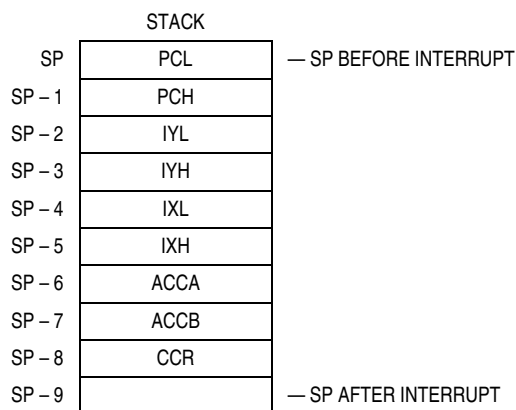 STACK
SP PCL — SP BEFORE INTERRUPT
SP – 1 PCH
SP – 2 IYL
SP – 3 IYH
SP – 4 IXL
SP – 5 IXH
SP – 6 ACCA
SP – 7 ACCB
SP – 8 CCR
SP – 9 — SP AFTER INTERRUPT